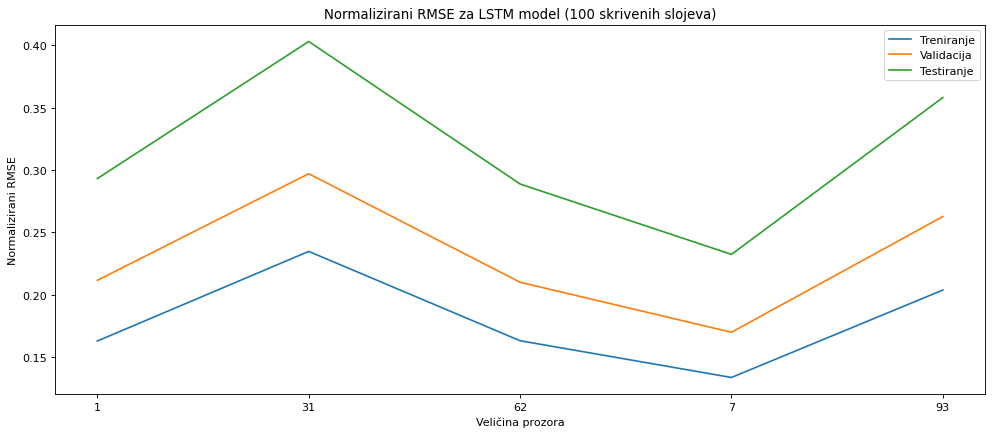 Normalizirani RMSE za LSTM model (100 skrivenih slojeva)
Treniranje
Validacija
Testiranje
Normalizirani RMSE
0.40
0.35
0.30
0.25
0.20
0.15
1 31 62 7 93
Veličina prozora